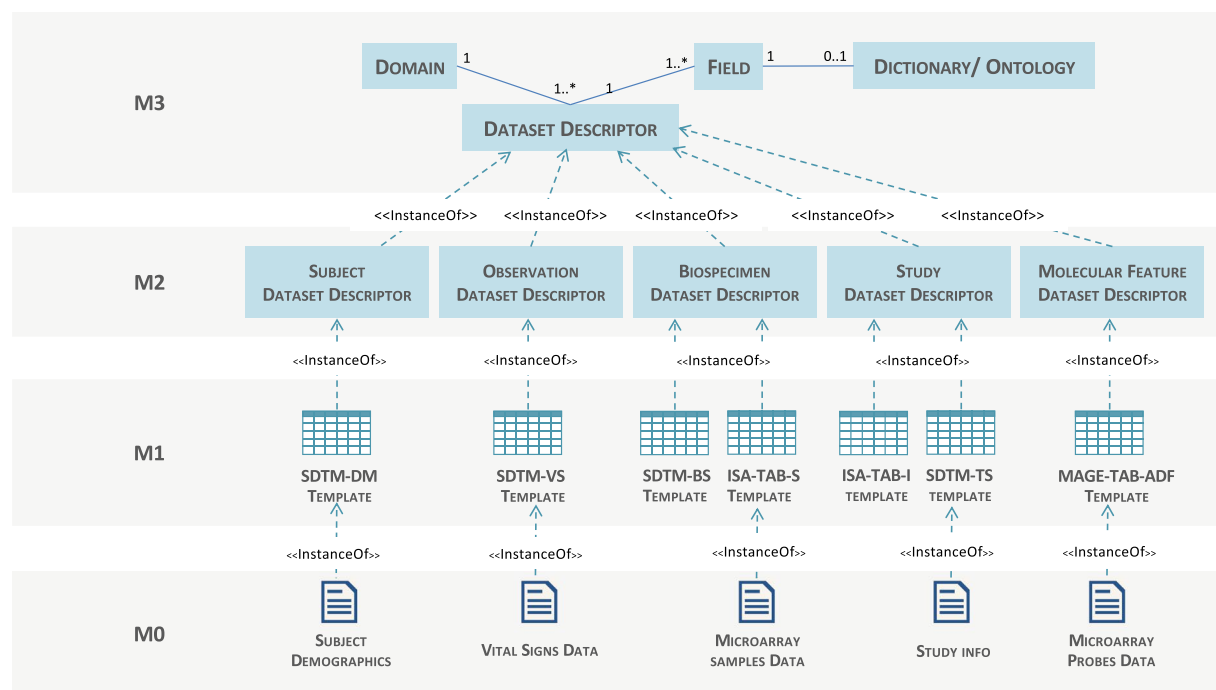 M3
DOMAIN
1
1..*
1
1..*
FIELD
1
0..1
DICTIONARY/ ONTOLOGY
DATASET DESCRIPTOR
<<InstanceOf>>
<<InstanceOf>>
<<InstanceOf>>
<<InstanceOf>>
<<InstanceOf>>
M2
SUBJECT
DATASET DESCRIPTOR
OBSERVATION
DATASET DESCRIPTOR
BIOSPECIMEN
DATASET DESCRIPTOR
STUDY
DATASET DESCRIPTOR
MOLECULAR FEATURE
DATASET DESCRIPTOR
<<InstanceOf>>
<<InstanceOf>>
<<InstanceOf>>
<<InstanceOf>>
<<InstanceOf>>
M1
SDTM-DM
TEMPLATE
SDTM-VS
TEMPLATE
SDTM-BS
TEMPLATE
ISA-TAB-S
TEMPLATE
ISA-TAB-I
TEMPLATE
SDTM-TS
TEMPLATE
MAGE-TAB-ADF
TEMPLATE
<<InstanceOf>>
<<InstanceOf>>
<<InstanceOf>>
<<InstanceOf>>
<<InstanceOf>>
M0
SUBJECT
DEMOGRAPHICS
VITAL SIGNS DATA
MICROARRAY
SAMPLES DATA
STUDY INFO
MICROARRAY
PROBES DATA